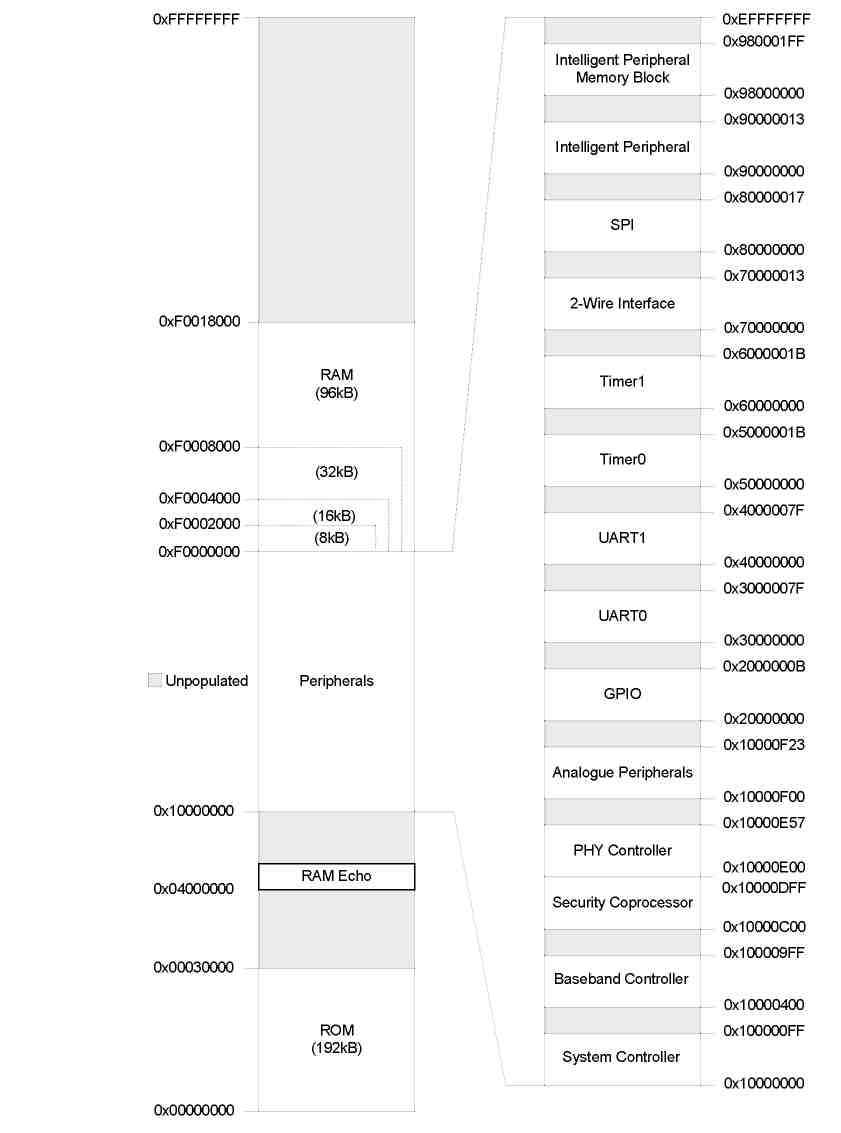 0xFFFFFFFF
0xF0018000
RAM
(96kB)
0xF0008000
(32kB)
0xF0004000
(16kB)
0xF0002000
(8kB)
0xF0000000
Unpopulated
Peripherals
0x10000000
RAM Echo
0x04000000
0x00030000
ROM
(192kB)
0x00000000
0xEFFFFFFF
0x980001FF
Intelligent Peripheral
Memory Block
0x98000000
0x90000013
Intelligent Peripheral
0x90000000
0x80000017
SPI
0x80000000
0x70000013
2-Wire Interface
0x70000000
0x6000001B
Timer1
0x60000000
0x5000001B
Timer0
0x50000000
0x4000007F
UART1
0x40000000
0x3000007F
UART0
0x30000000
0x2000000B
GPIO
0x20000000
0x10000F23
Analogue Peripherals
0x10000F00
0x10000E57
PHY Controller
0x10000E00
0x10000DFF
Security Coprocessor
0x10000C00
0x100009FF
Baseband Controller
0x10000400
0x100000FF
System Controller
0x10000000